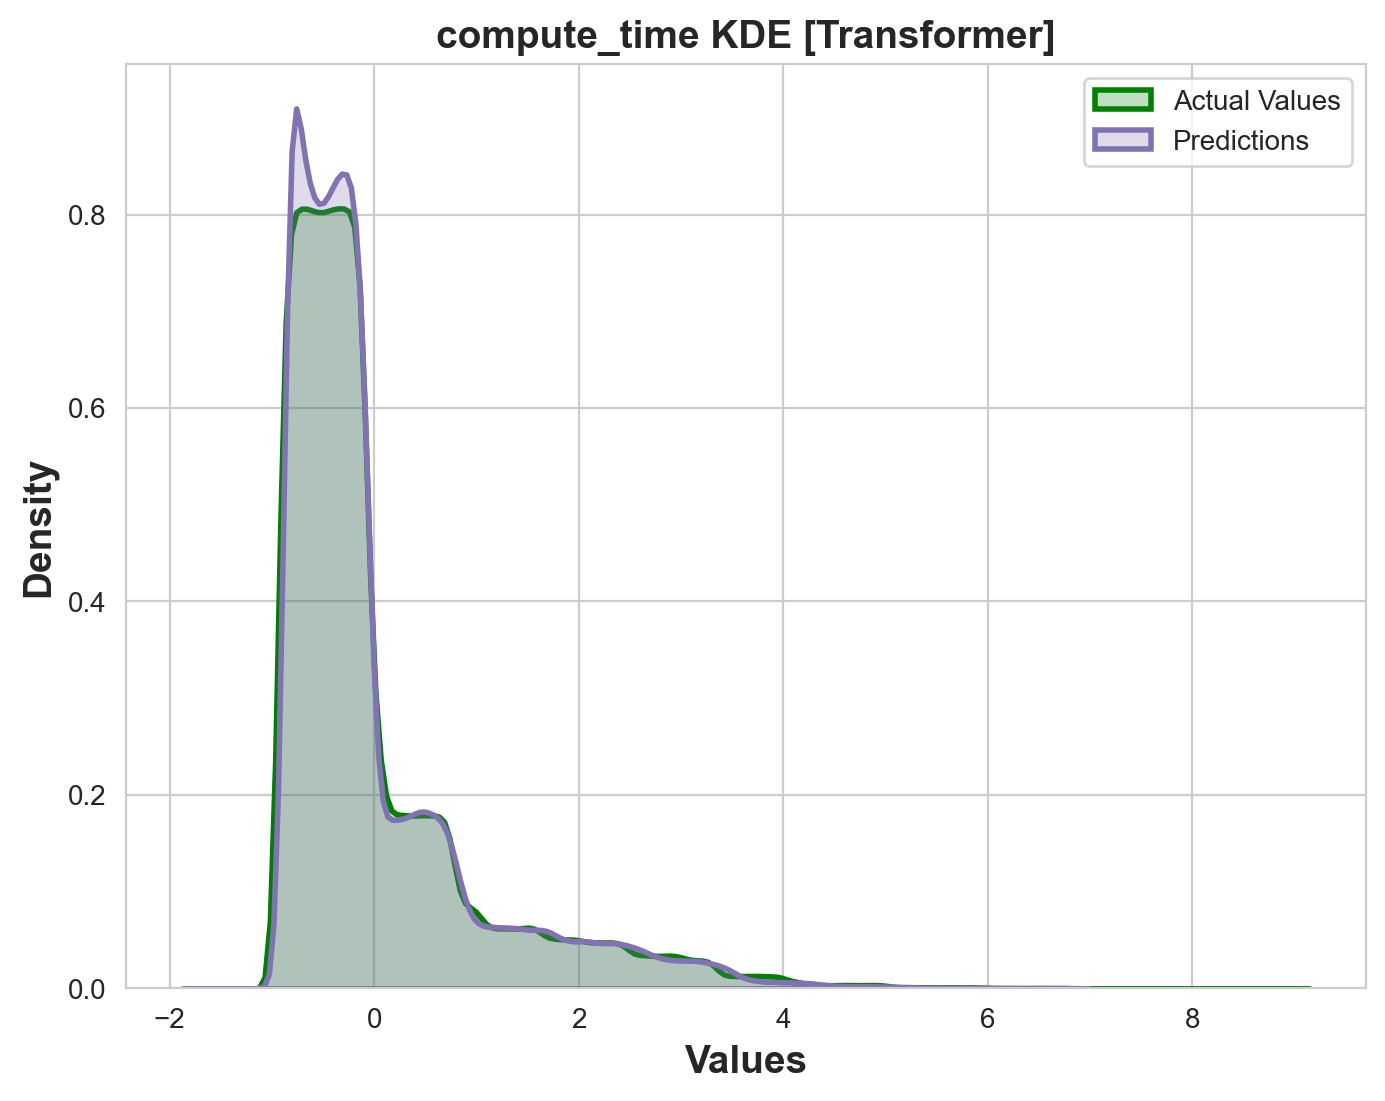 compute_time KDE [Transformer]
Actual Values
Predictions
0.8
0.6
0.4
0.2
0.0
Density
−2
0
2
4
6
8
Values